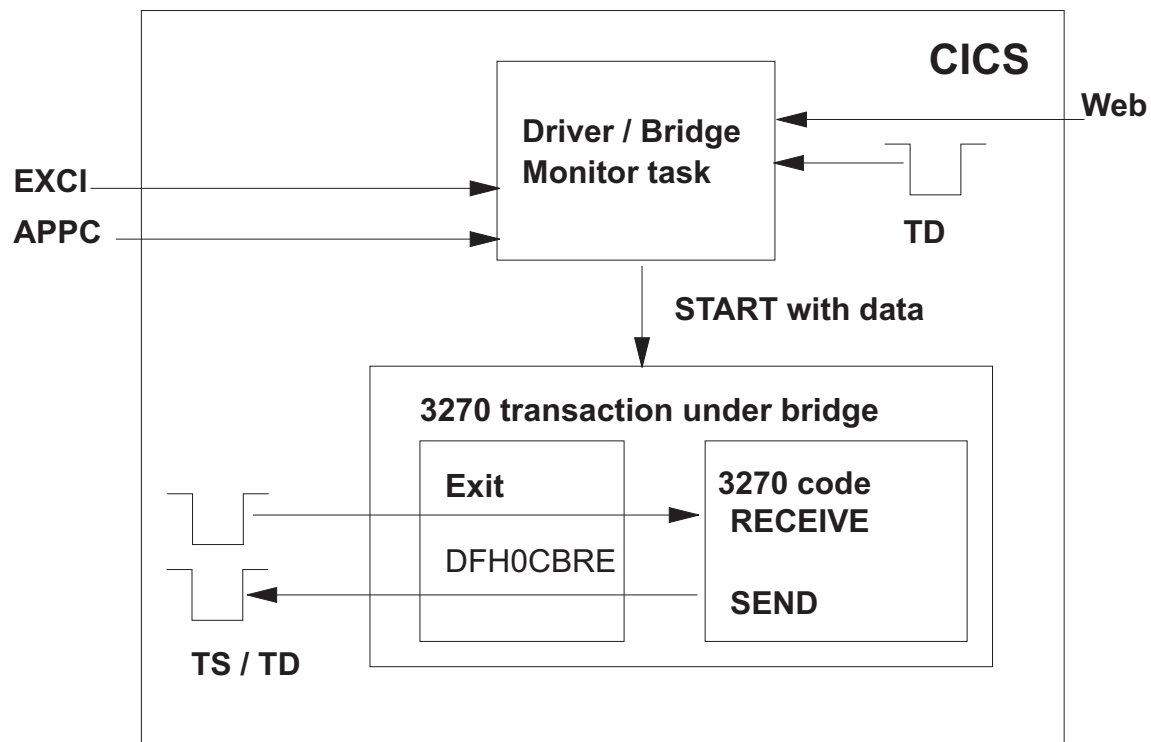 CICS
Web
Driver / Bridge
Monitor task
EXCI
APPC
TD
START with data
3270 transaction under bridge
Exit
3270 code
RECEIVE
DFH0CBRE
SEND
TS / TD